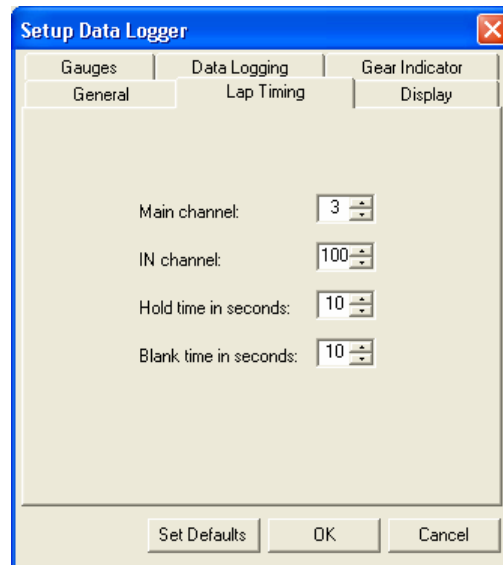 Setup Data Logger
Gauges Data Logging Gear Indicator
General Lap Timing Display
Main channel: 3
IN channel: 100
Hold time in seconds: 10
Blank time in seconds: 10
Set Defaults OK Cancel